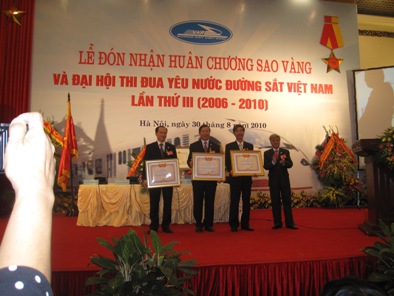 LỄ ĐÓN NHẬN HUÂN CHƯƠNG SAO VÀNG
VÀ ĐẠI HỘI THI ĐUA YÊU NƯỚC ĐƯỜNG SẮT VIỆT NAM
LẦN THỨ III (2006 - 2010)
Hà Nội, ngày 30 tháng 8 năm 2010